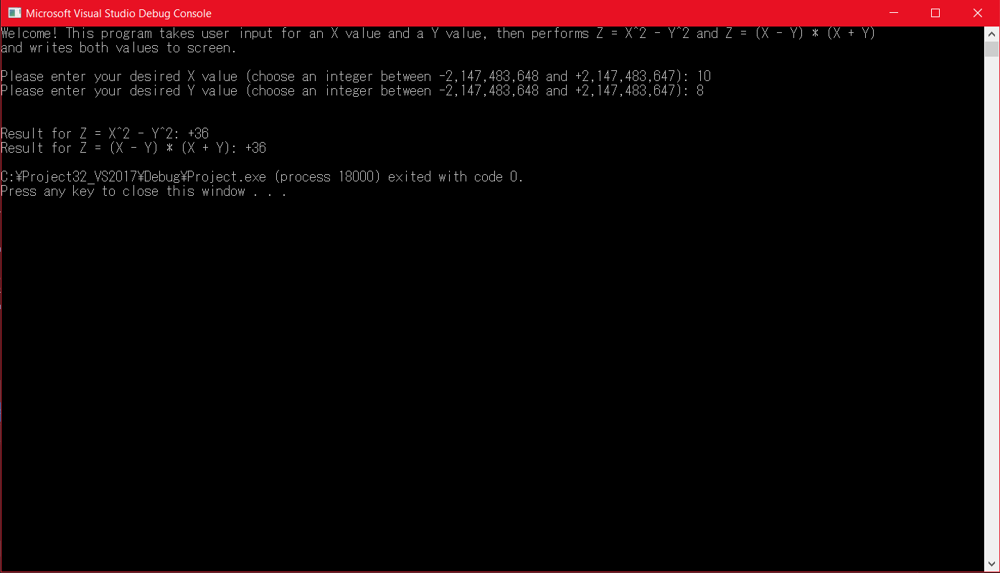 Microsoft Visual Studio Debug Console
Welcome! This program takes user input for an X value and a Y value, then performs Z = X^2 - Y^2 and Z = (X - Y) * (X + Y)
and writes both values to screen.
Please enter your desired X value (choose an integer between -2,147,483,648 and +2,147,483,647): 10
Please enter your desired Y value (choose an integer between -2,147,483,648 and +2,147,483,647): 8
Result for Z = X^2 - Y^2: +36
Result for Z = (X - Y) * (X + Y): +36
C:¥Project32_VS2017¥Debug¥Project.exe (process 18000) exited with code 0.
Press any key to close this window . . .